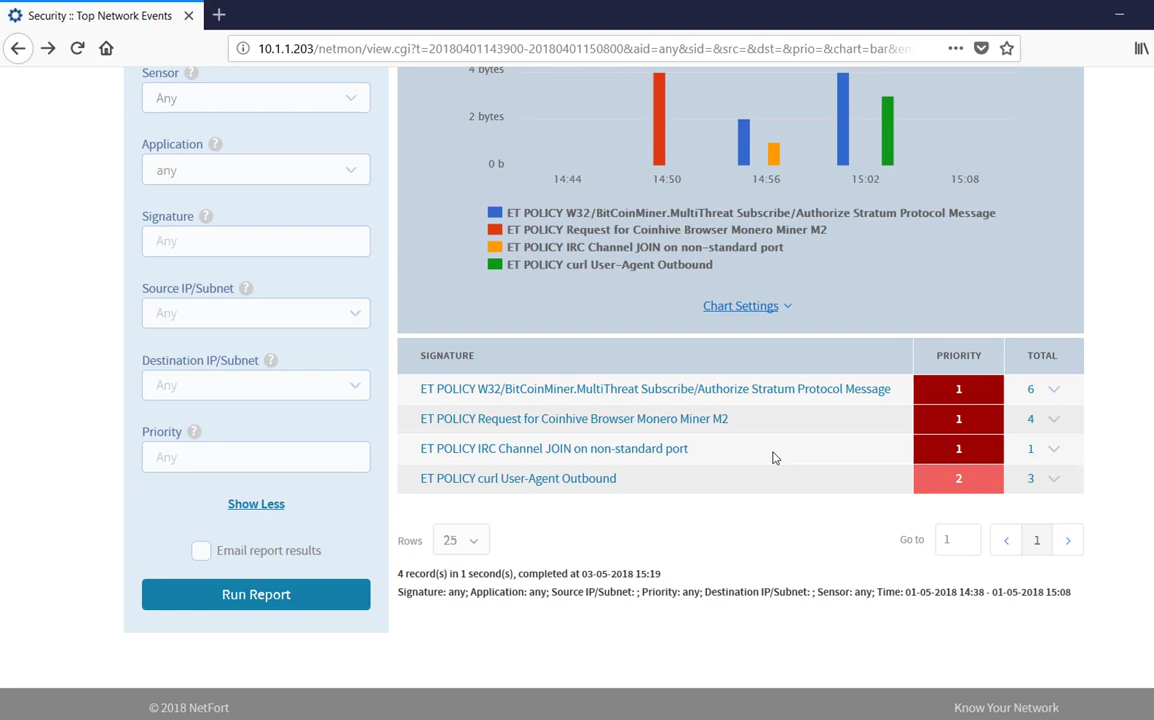 Security :: Top Network Events
10.1.1.203/netmon/view.cgi?t=20180401143900-20180401150800&aid=any&sid=&src=&dst=&prio=&chart=bar&
Sensor ?
Any
Application ?
any
Signature ?
Any
Source IP/Subnet ?
Any
Destination IP/Subnet ?
Any
Priority ?
Any
Show Less
Email report results
Run Report
4 bytes
2 bytes
0 b
14:44 14:50 14:56 15:02 15:08
ET POLICY W32/BitCoinMiner.MultiThreat Subscribe/Authorize Stratum Protocol Message
ET POLICY Request for Coinhive Browser Monero Miner M2
ET POLICY IRC Channel JOIN on non-standard port
ET POLICY curl User-Agent Outbound
Chart Settings
SIGNATURE PRIORITY TOTAL
ET POLICY W32/BitCoinMiner.MultiThreat Subscribe/Authorize Stratum Protocol Message 1 6
ET POLICY Request for Coinhive Browser Monero Miner M2 1 4
ET POLICY IRC Channel JOIN on non-standard port 1 1
ET POLICY curl User-Agent Outbound 2 3
Rows 25 Go to 1 1
4 record(s) in 1 second(s), completed at 03-05-2018 15:19
Signature: any; Application: any; Source IP/Subnet: ; Priority: any; Destination IP/Subnet: ; Sensor: any; Time: 01-05-2018 14:38 - 01-05-2018 15:08
© 2018 NetFort Know Your Network